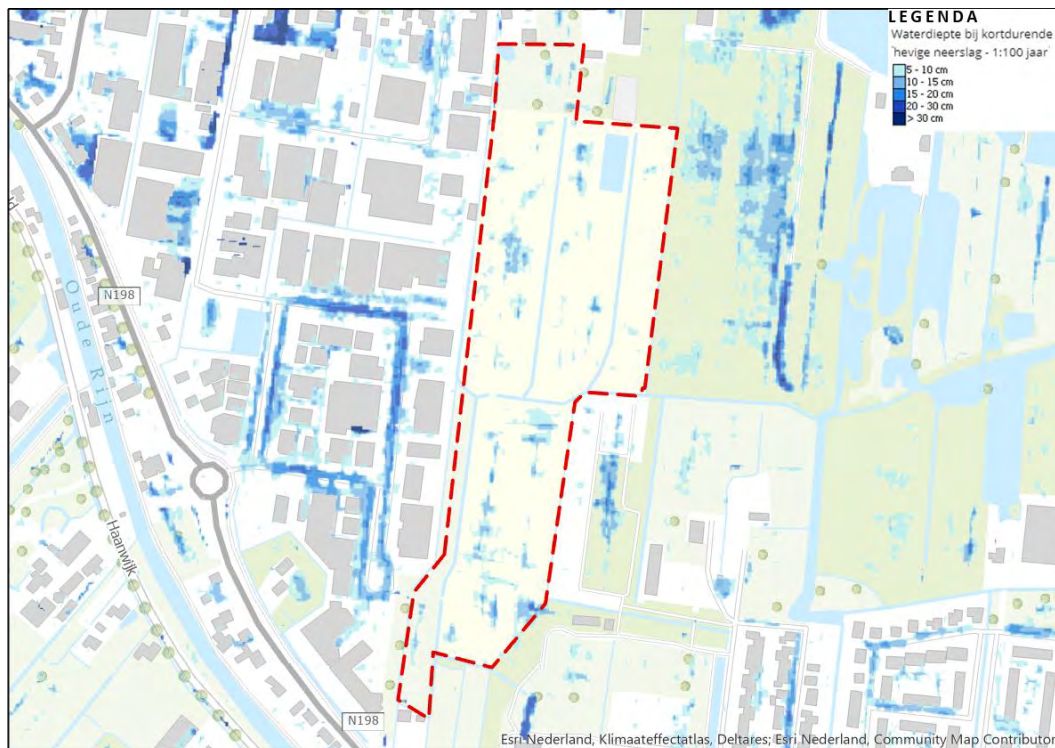 LEGENDA
Waterdiepte bij kortdurende
hevige neerslag - 1:100 jaar
5 - 10 cm
10 - 15 cm
15 - 20 cm
20 - 30 cm
> 30 cm
N198
Oude Rijn
Haanwijk
N198
Esri Nederland, Klimaateffectatlas, Deltares; Esri Nederland, Community Map Contributor